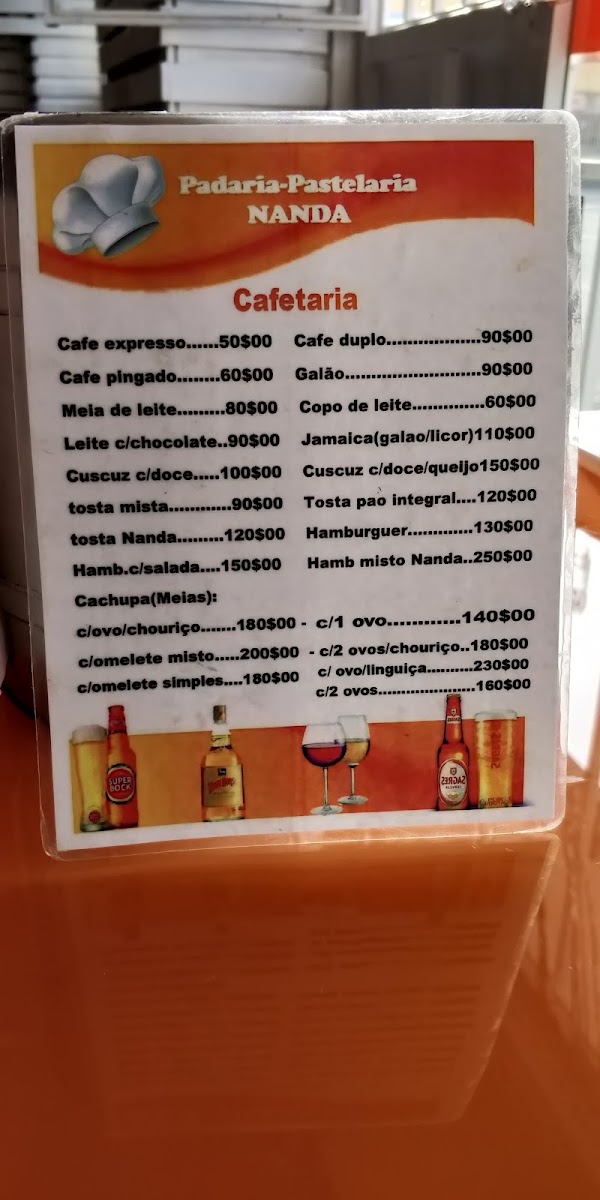 Padaria-Pastelaria
NANDA
Cafetaria
Cafe expresso......50$00 Cafe duplo...................90$00
Cafe pingado........60$00 Galão...........................90$00
Meia de leite.........80$00 Copo de leite..............60$00
Leite c/chocolate..90$00 Jamaica(galao/licor)110$00
Cuscuz c/doce.....100$00 Cuscuz c/doce/queijo150$00
tosta mista............90$00 Tosta pao integral....120$00
tosta Nanda.........120$00 Hamburguer.............130$00
Hamb.c/salada....150$00 Hamb misto Nanda..250$00
Cachupa(Meias):
c/ovo/chouriço.......180$00 - c/1 ovo............140$00
c/omelete misto.....200$00 - c/2 ovos/chouriço..180$00
c/omelete simples....180$00 c/ ovo/linguiça..........230$00
c/2 ovos......................160$00
SUPER
BOCK
SAGRES